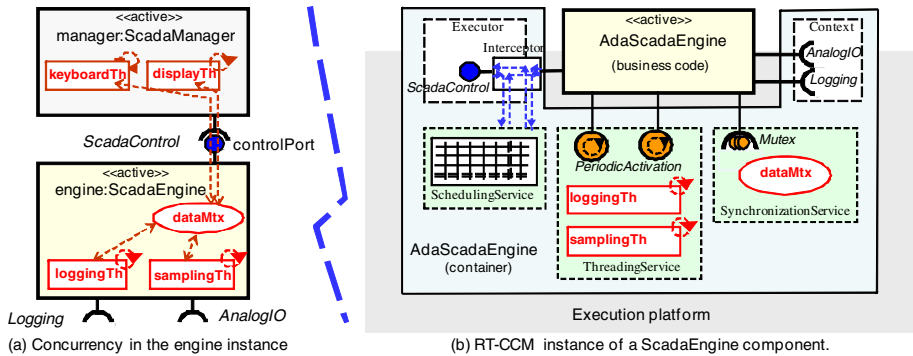 <<active>>
manager:ScadaManager
keyboardTh
displayTh
ScadaControl
controlPort
<<active>>
engine:ScadaEngine
dataMtx
loggingTh
samplingTh
Logging
AnalogIO
(a) Concurrency in the engine instance
Executor
Interceptor
ScadaControl
<<active>>
AdaScadaEngine
(business code)
Context
AnalogIO
Logging
SchedulingService
PeriodicActivation
loggingTh
samplingTh
ThreadingService
Mutex
dataMtx
SynchronizationService
AdaScadaEngine
(container)
Execution platform
(b) RT-CCM instance of a ScadaEngine component.